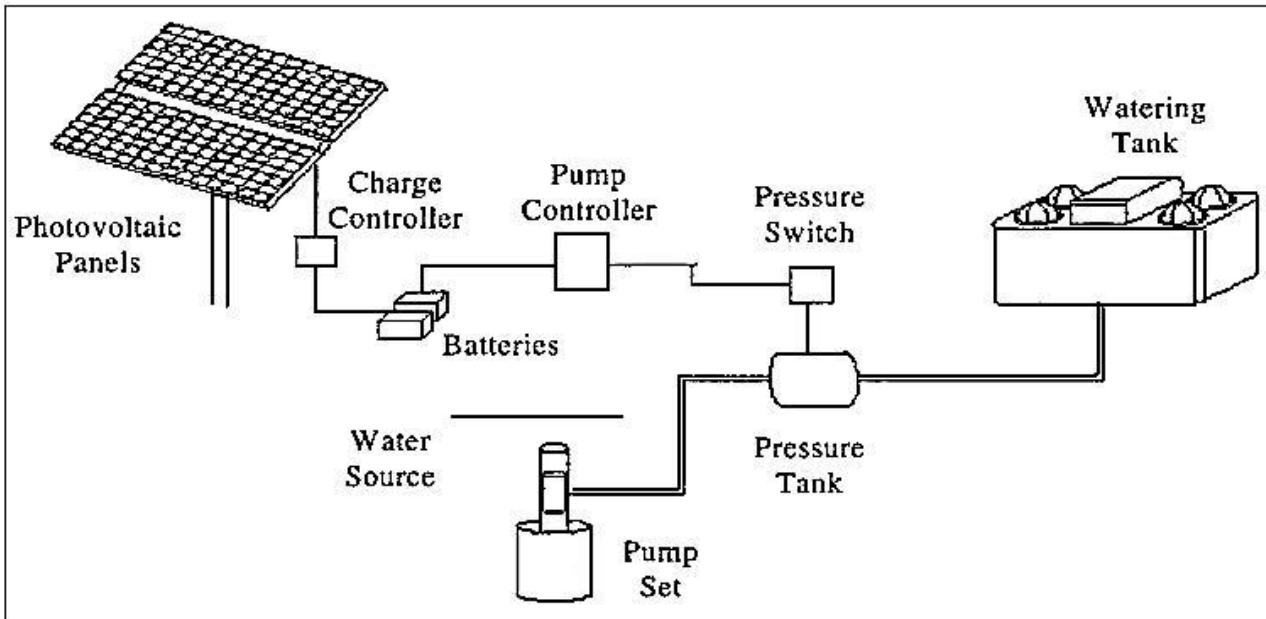 Watering
Tank
Charge
Controller
Pump
Controller
Pressure
Switch
Photovoltaic
Panels
Batteries
Water
Source
Pressure
Tank
Pump
Set